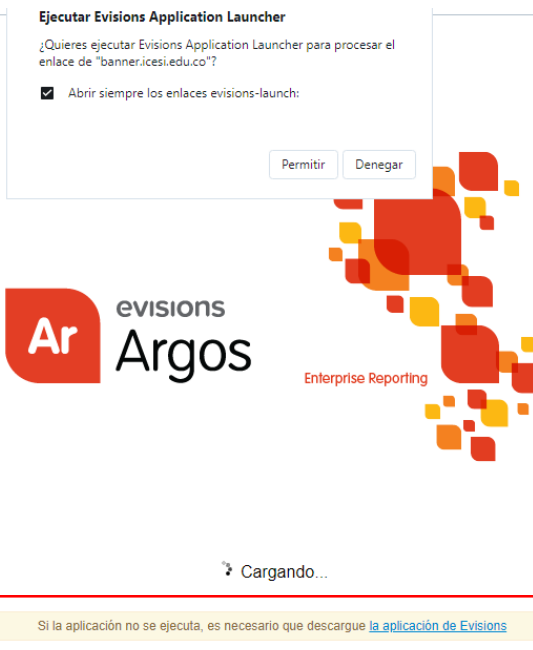 Ejecutar Evisions Application Launcher
¿Quieres ejecutar Evisions Application Launcher para procesar el
enlace de "banner.icesi.edu.co"?
Abrir siempre los enlaces evisions-launch:
Permitir Denegar
Ar
evisions
Argos
Enterprise Reporting
Cargando...
Si la aplicación no se ejecuta, es necesario que descargue la aplicación de Evisions